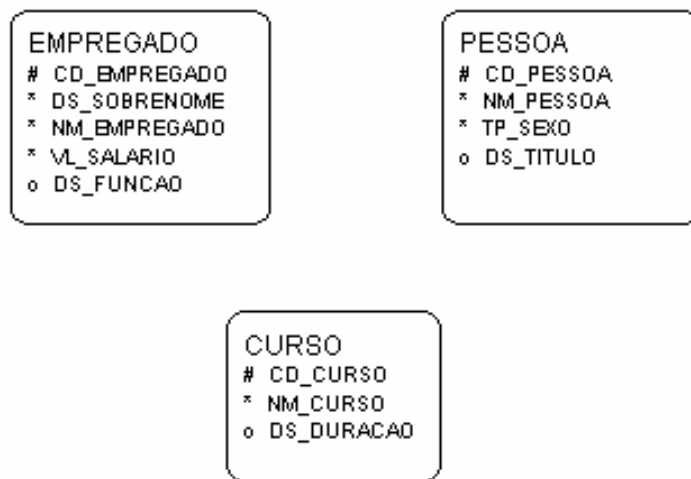 EMPREGADO
# CD_EMPREGADO
* DS_SOBRENOME
* NM_EMPREGADO
* VL_SALARIO
o DS_FUNCAO
PESSOA
# CD_PESSOA
* NM_PESSOA
* TP_SEXO
o DS_TITULO
CURSO
# CD_CURSO
* NM_CURSO
o DS_DURACAO